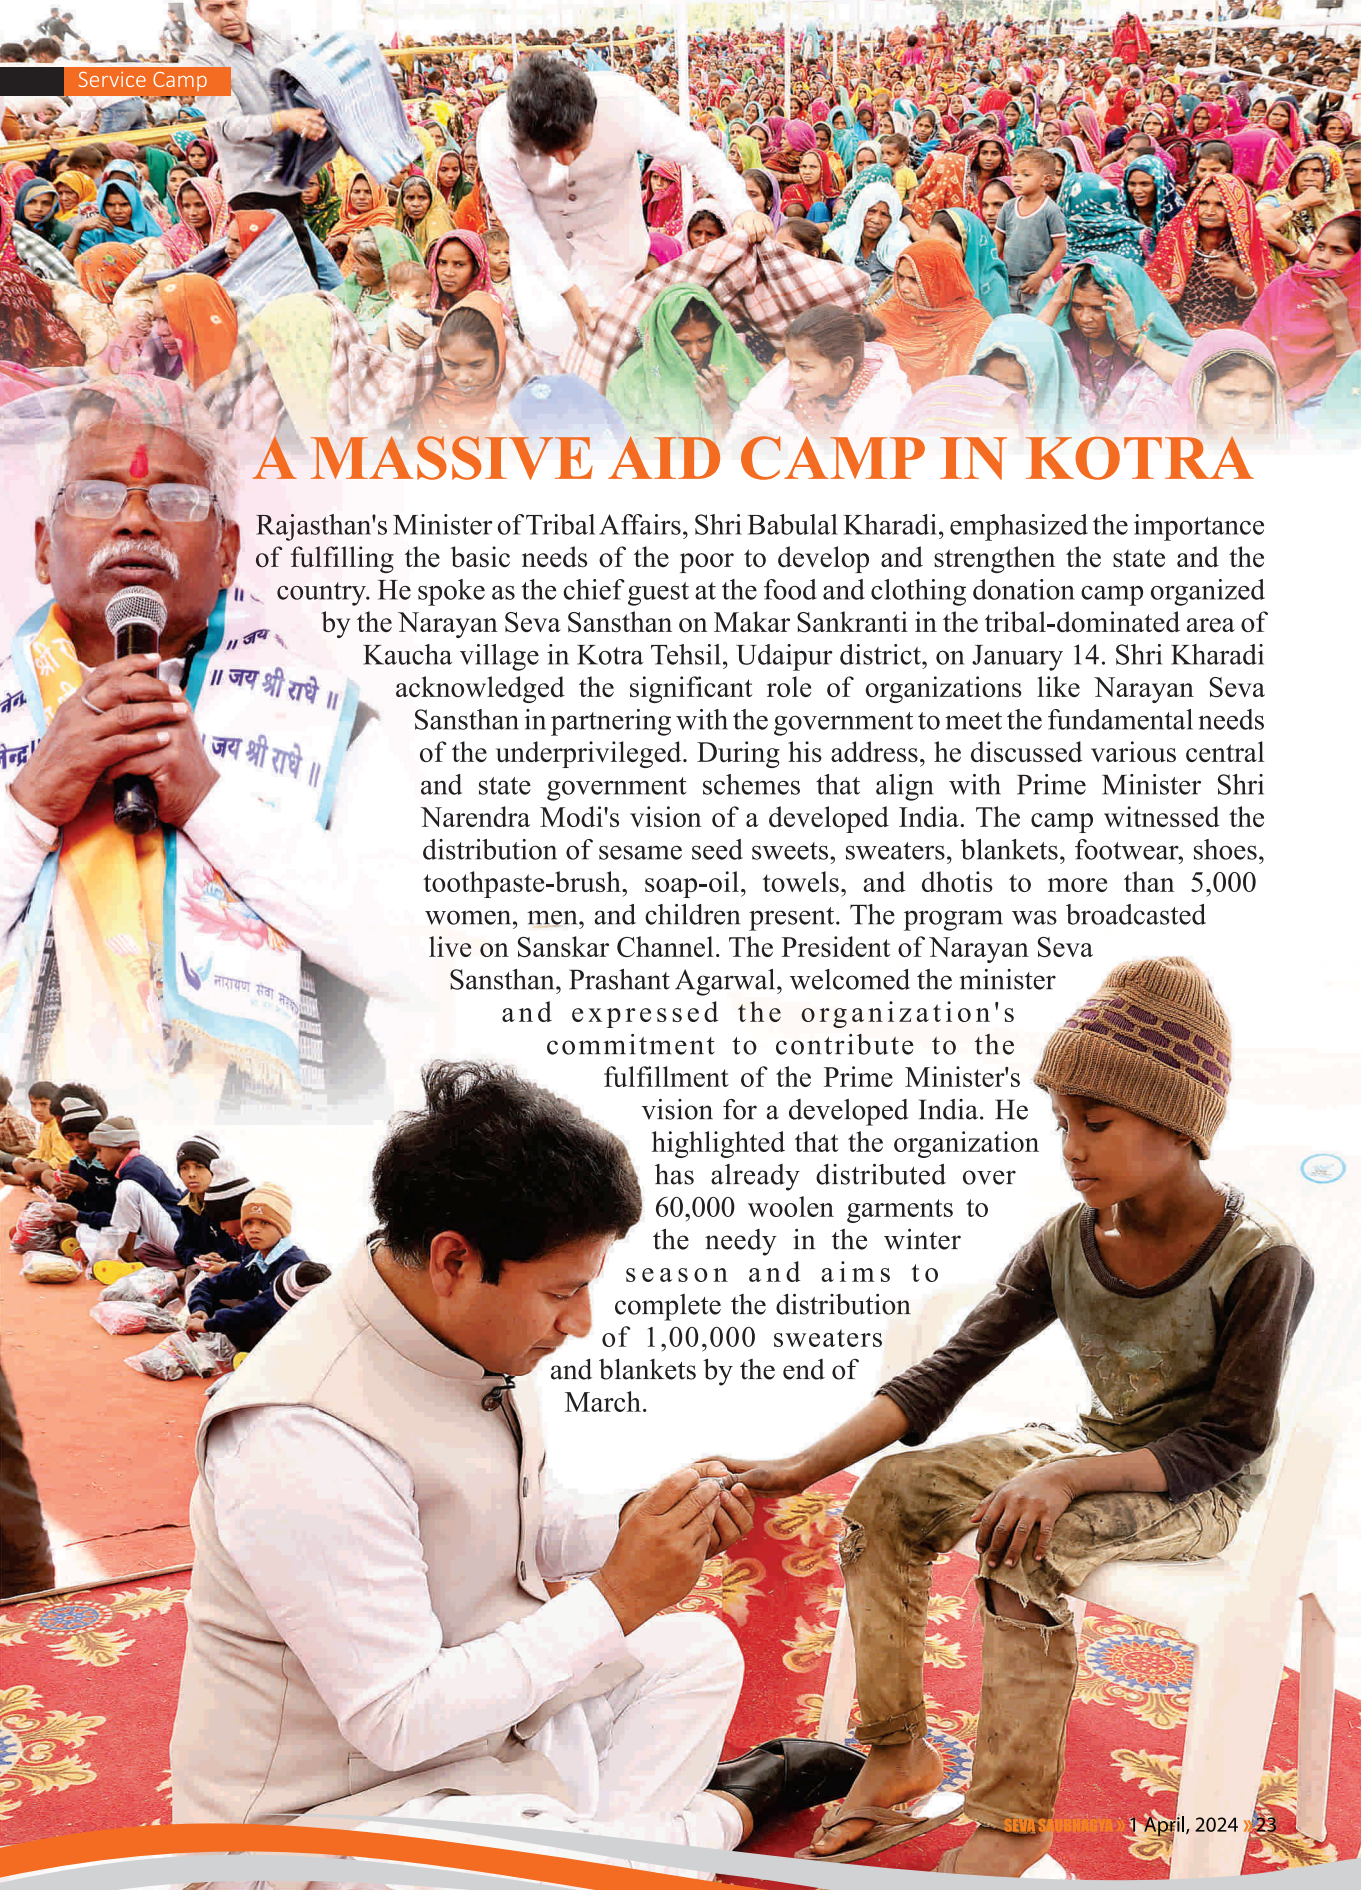 Service Camp
A MASSIVE AID CAMP IN KOTRA
Rajasthan's Minister of Tribal Affairs, Shri Babulal Kharadi, emphasized the importance
of fulfilling the basic needs of the poor to develop and strengthen the state and the
country. He spoke as the chief guest at the food and clothing donation camp organized
by the Narayan Seva Sansthan on Makar Sankranti in the tribal-dominated area of
Kaucha village in Kotra Tehsil, Udaipur district, on January 14. Shri Kharadi
acknowledged the significant role of organizations like Narayan Seva
Sansthan in partnering with the government to meet the fundamental needs
of the underprivileged. During his address, he discussed various central
and state government schemes that align with Prime Minister Shri
Narendra Modi's vision of a developed India. The camp witnessed the
distribution of sesame seed sweets, sweaters, blankets, footwear, shoes,
toothpaste-brush, soap-oil, towels, and dhotis to more than 5,000
women, men, and children present. The program was broadcasted
live on Sanskar Channel. The President of Narayan Seva
Sansthan, Prashant Agarwal, welcomed the minister
and expressed the organization's
commitment to contribute to the
fulfillment of the Prime Minister's
vision for a developed India. He
highlighted that the organization
has already distributed over
60,000 woolen garments to
the needy in the winter
season and aims to
complete the distribution
of 1,00,000 sweaters
and blankets by the end of
March.
॥ जय
॥ जय श्री राधे ॥
जय श्री राधे ॥
नारायण सेवा
SEVA SAUBHAGYA » 1 April, 2024 » 23